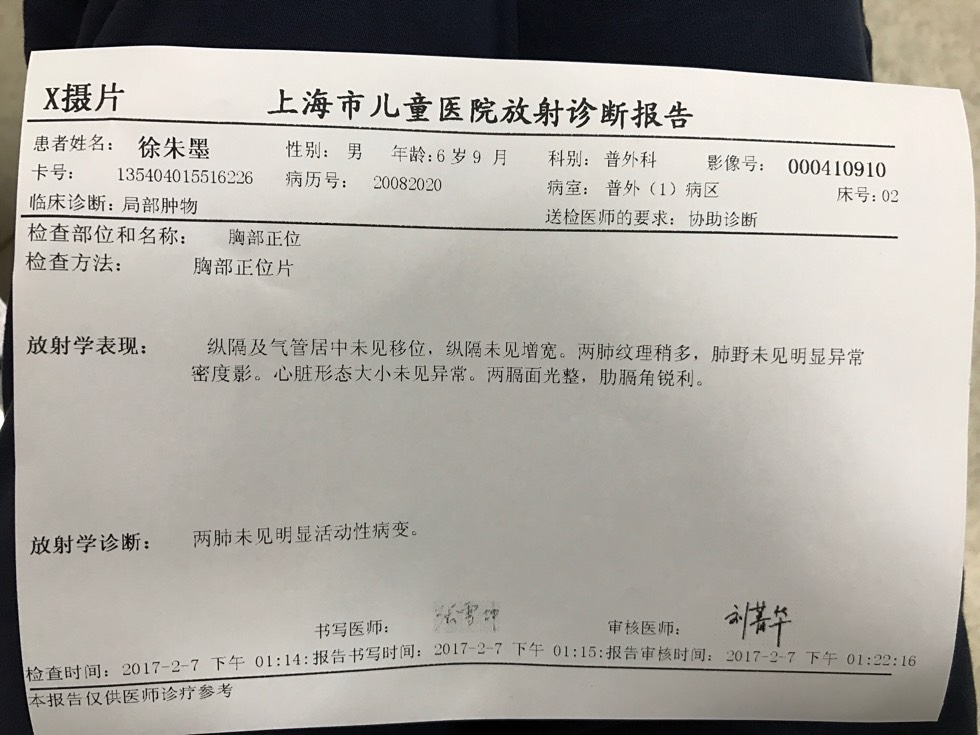 X摄片 上海市儿童医院放射诊断报告
患者姓名: 徐朱墨 性别: 男 年龄:6岁9 月 科别: 普外科 影像号: 000410910
卡号: 135404015516226 病历号: 20082020 病室: 普外（1）病区 床号:02
临床诊断:局部肿物 送检医师的要求: 协助诊断
检查部位和名称: 胸部正位
检查方法: 胸部正位片
放射学表现: 纵隔及气管居中未见移位，纵隔未见增宽。两肺纹理稍多，肺野未见明显异常
密度影。心脏形态大小未见异常。两膈面光整，肋膈角锐利。
放射学诊断: 两肺未见明显活动性病变。
书写医师: 审核医师: 刘菁华
检查时间: 2017-2-7 下午 01:14:报告书写时间: 2017-2-7 下午 01:15:报告审核时间: 2017-2-7 下午 01:22:16
本报告仅供医师诊疗参考